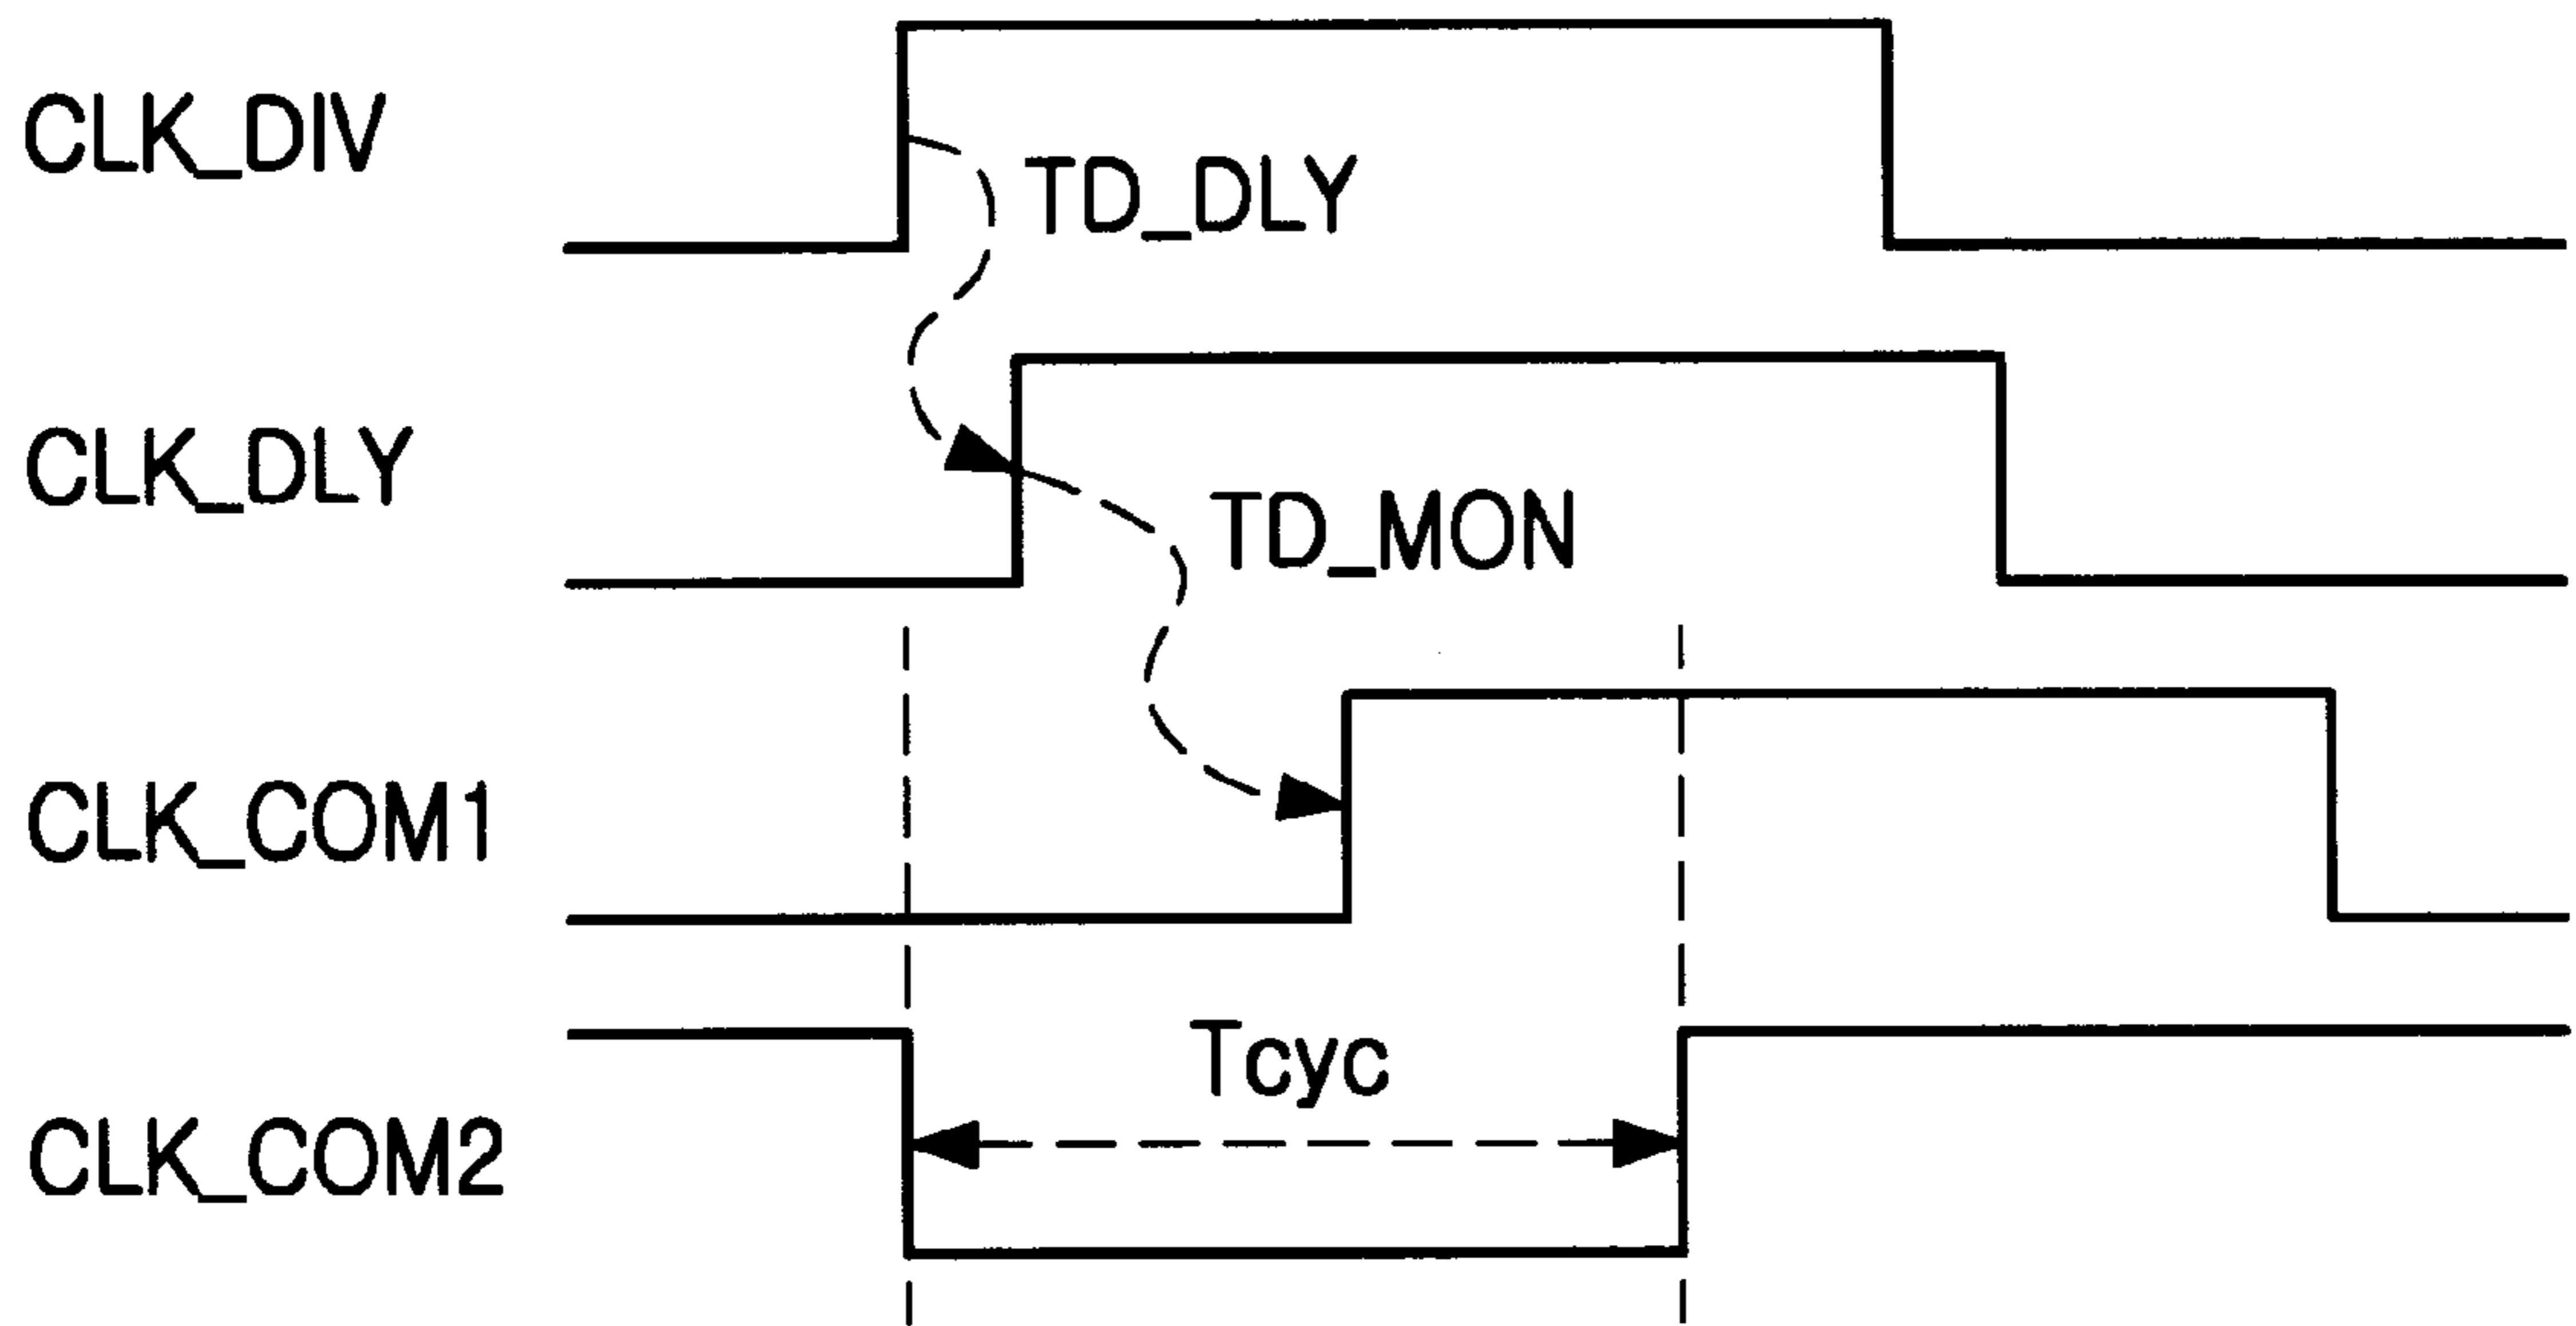 CLK_DIV
TD_DLY
CLK_DLY
TD_MON
CLK_COM1
Tcyc
CLK_COM2